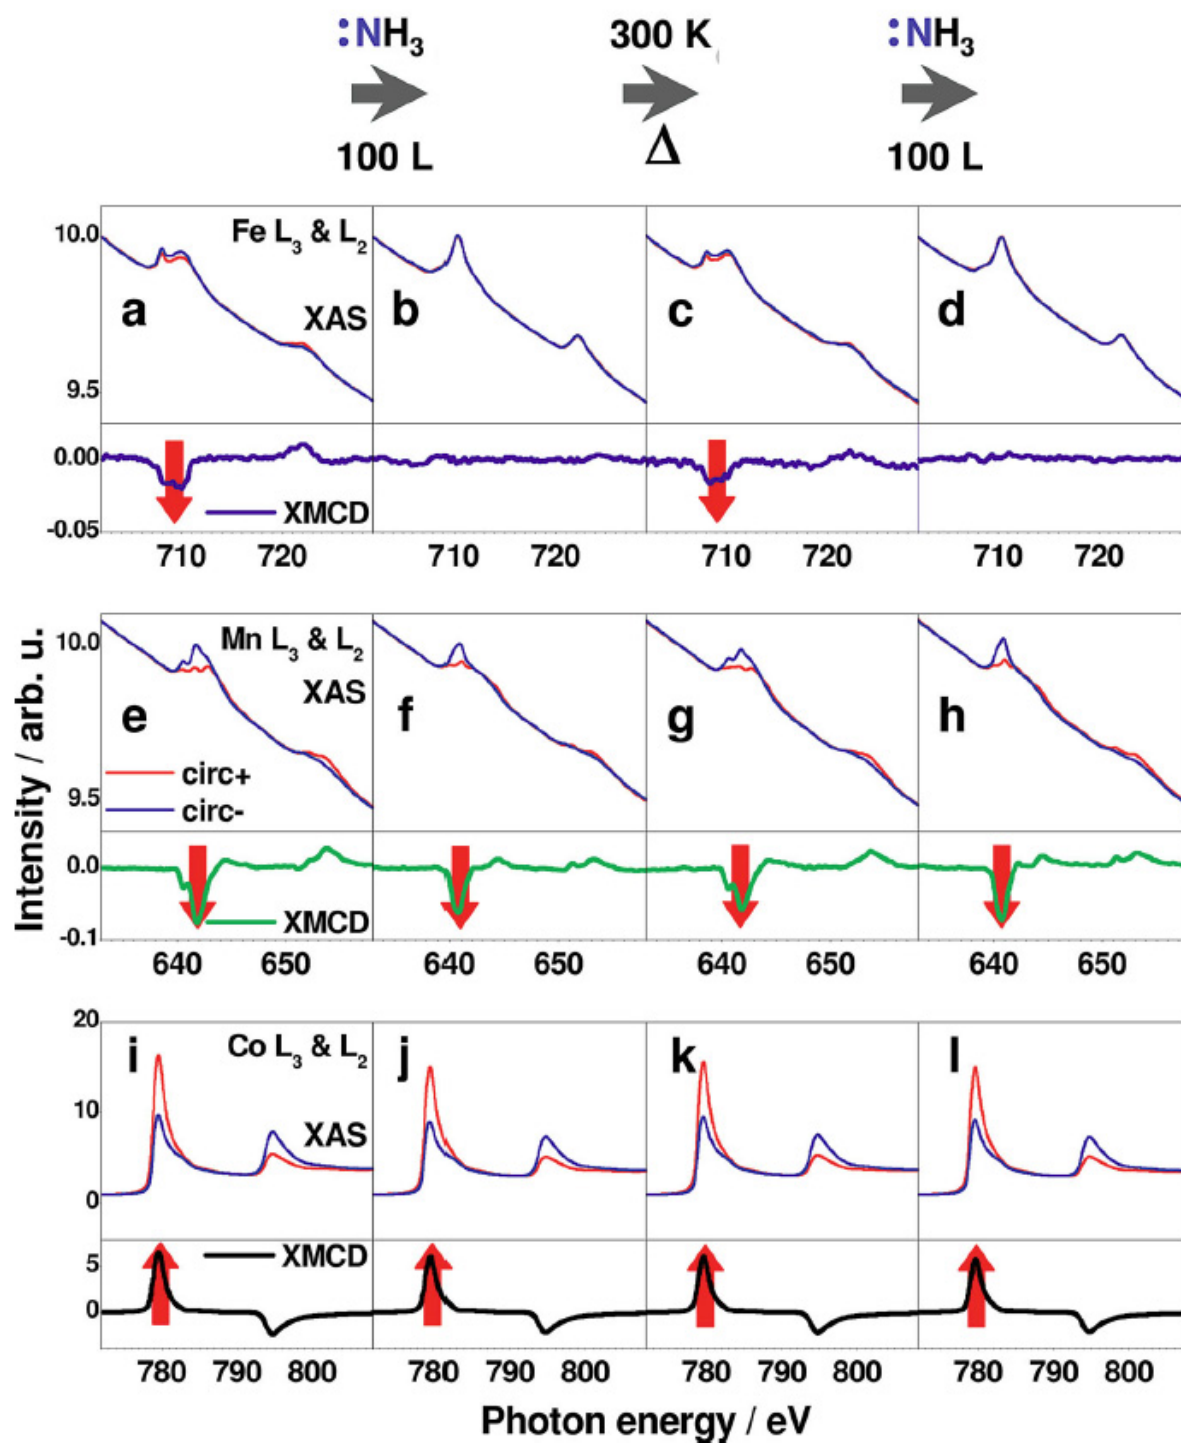 :NH3 300 K :NH3
100 L Δ 100 L
Fe L3 & L2
10.0
a b c d
XAS
9.5
0.00
XMCD
-0.05
710 720 710 720 710 720 710 720
Mn L3 & L2
10.0
XAS
e f g h
circ+
circ-
9.5
0.0
XMCD
-0.1
640 650 640 650 640 650 640 650
20
i Co L3 & L2 j k l
10
XAS
0
XMCD
5
0
780 790 800 780 790 800 780 790 800 780 790 800
Photon energy / eV
Intensity / arb. u.